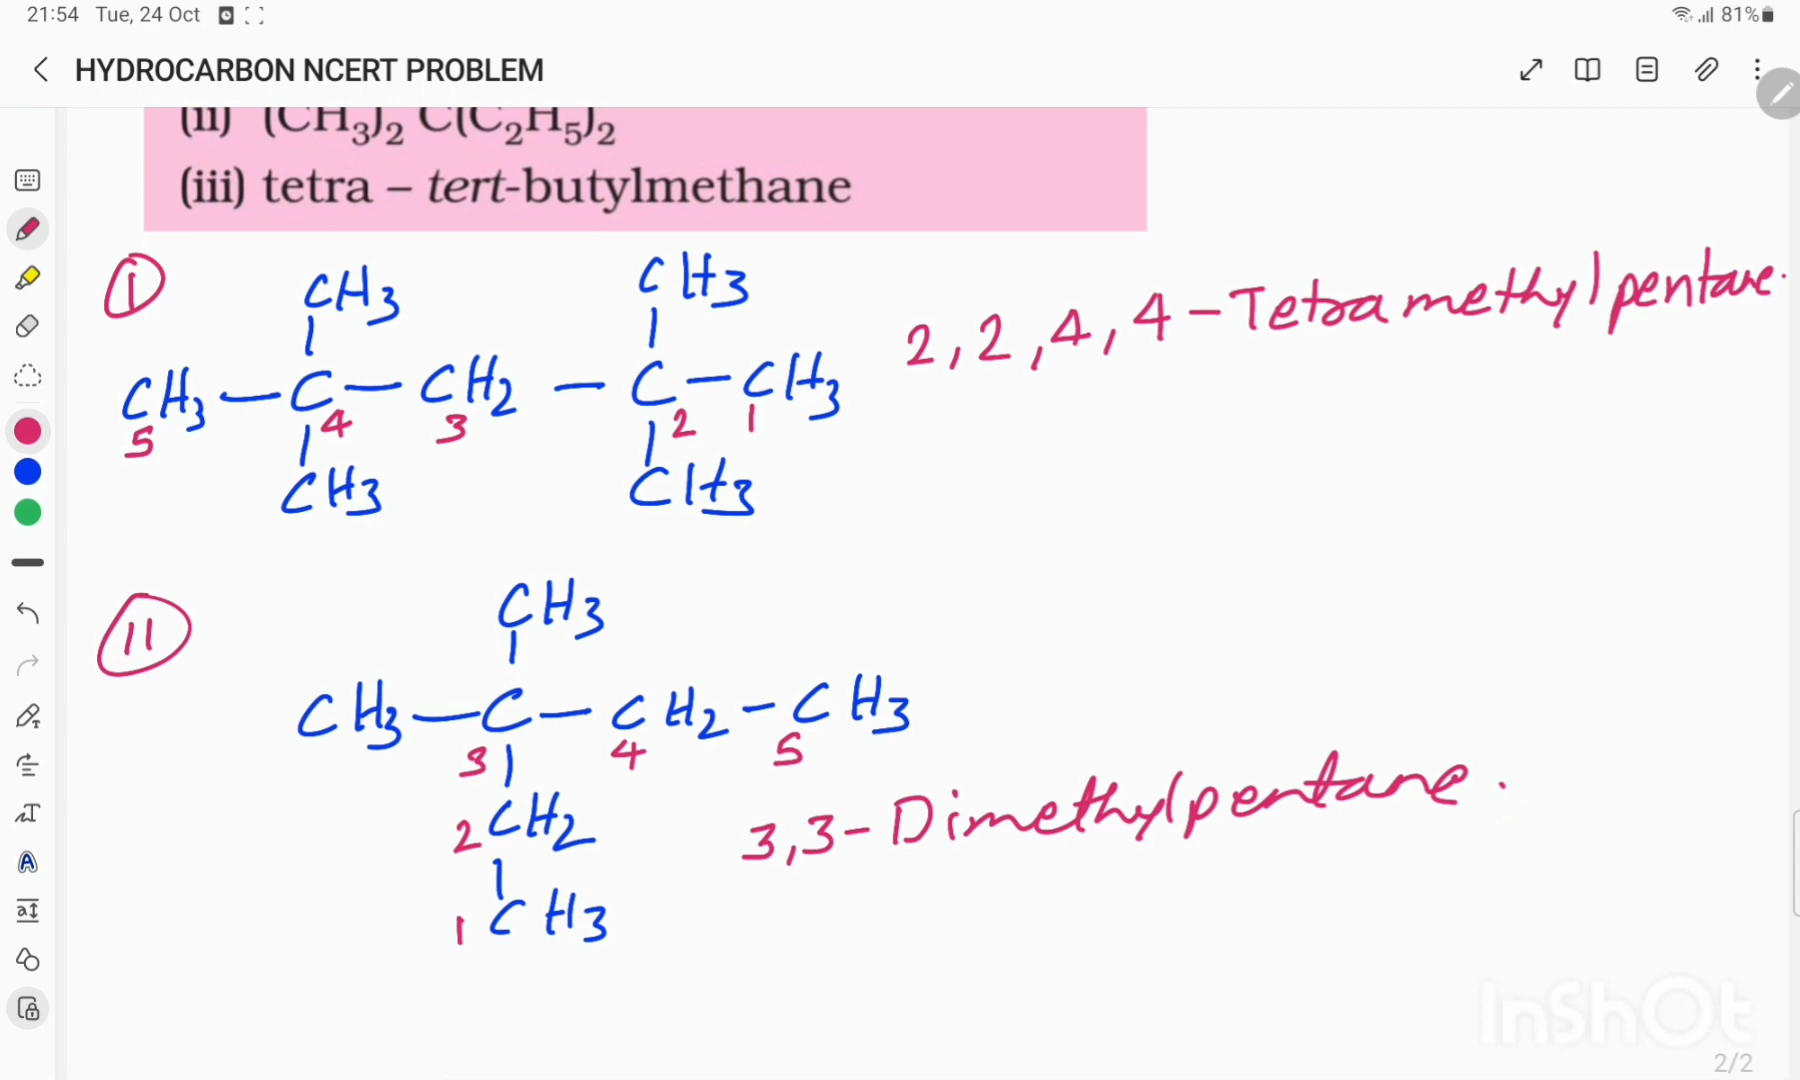 21:54 Tue, 24 Oct 81%
HYDROCARBON NCERT PROBLEM
(ii) (CH₃)₂ C(C₂H₅)₂
(iii) tetra – tert-butylmethane
I
CH3 CH3
CH3—C—CH2—C—CH3
5 4 3 2 1
CH3 CH3
2,2,4,4-Tetramethylpentane.
II
CH3
CH3—C—CH2-CH3
3 4 5
2 CH2
1 CH3
3,3-Dimethylpentane.
InShOt
2/2